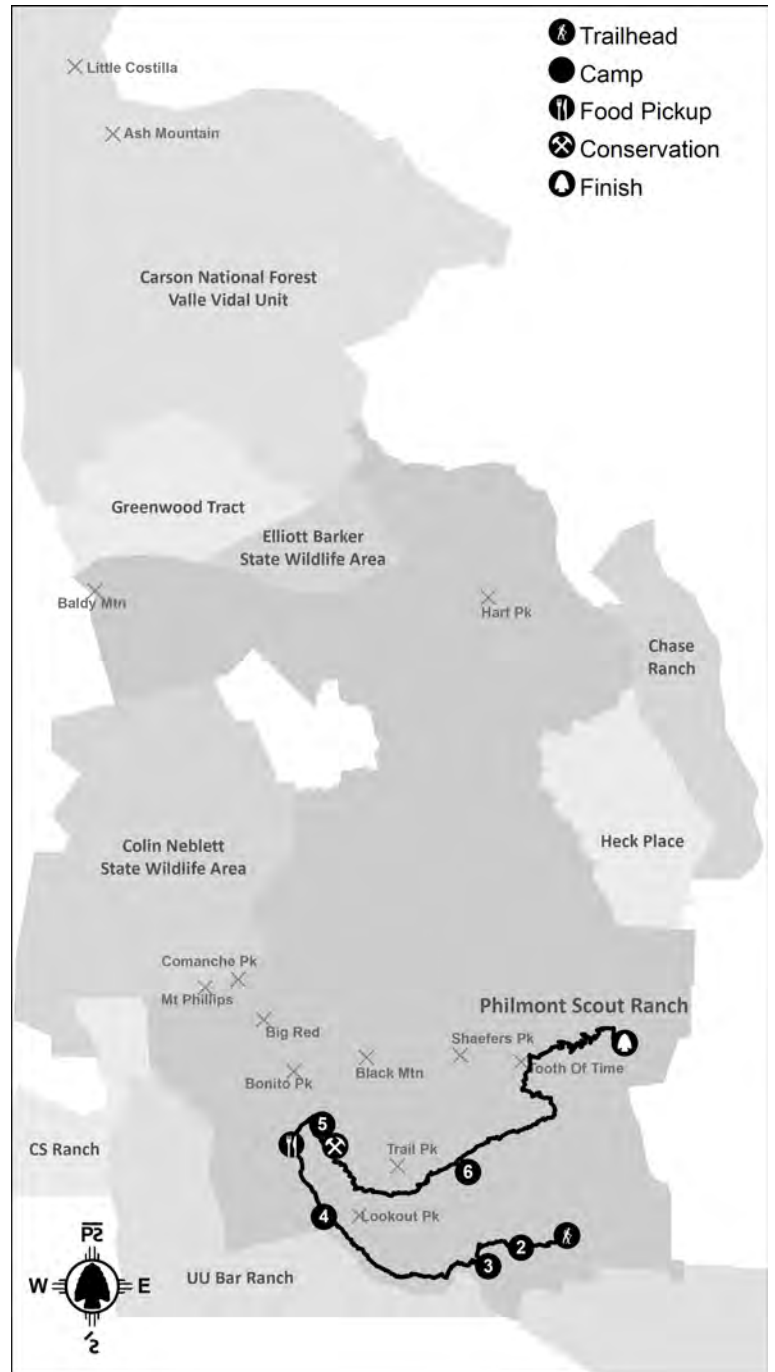 Trailhead
Camp
Food Pickup
Conservation
Finish
Little Costilla
Ash Mountain
Carson National Forest
Valle Vidal Unit
Greenwood Tract
Elliott Barker
State Wildlife Area
Baldy Mtn
Hart Pk
Chase
Ranch
Colin Neblett
State Wildlife Area
Heck Place
Comanche Pk
Mt Phillips
Philmont Scout Ranch
Big Red
Shaefers Pk
Black Mtn
Tooth Of Time
Bonito Pk
5
CS Ranch
Trail Pk
6
4
Lookout Pk
2
3
UU Bar Ranch
W
E